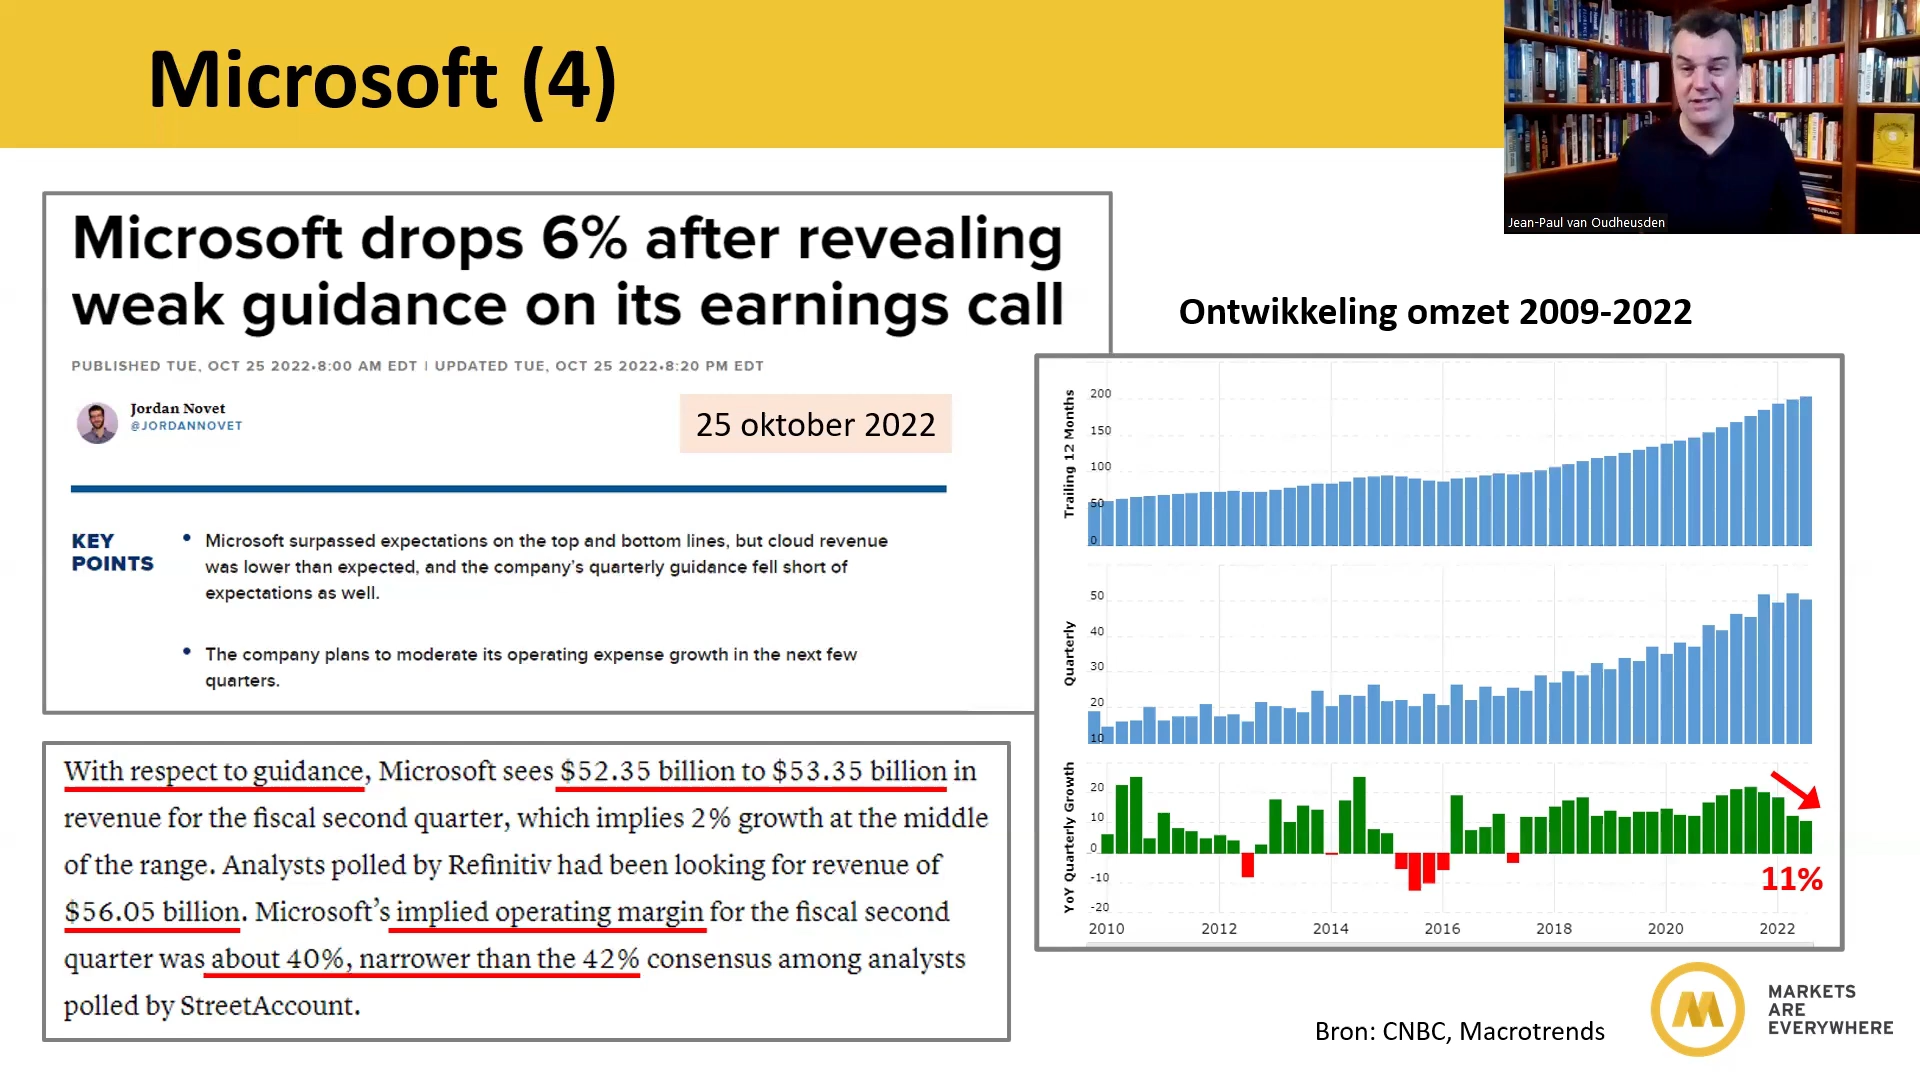 Microsoft (4)
Jean-Paul van Oudheusden
Microsoft drops 6% after revealing
weak guidance on its earnings call
PUBLISHED TUE, OCT 25 2022•8:00 AM EDT | UPDATED TUE, OCT 25 2022•8:20 PM EDT
Jordan Novet
@JORDANNOVET
25 oktober 2022
KEY
POINTS
• Microsoft surpassed expectations on the top and bottom lines, but cloud revenue
was lower than expected, and the company's quarterly guidance fell short of
expectations as well.
• The company plans to moderate its operating expense growth in the next few
quarters.
With respect to guidance, Microsoft sees $52.35 billion to $53.35 billion in
revenue for the fiscal second quarter, which implies 2% growth at the middle
of the range. Analysts polled by Refinitiv had been looking for revenue of
$56.05 billion. Microsoft's implied operating margin for the fiscal second
quarter was about 40%, narrower than the 42% consensus among analysts
polled by StreetAccount.
Ontwikkeling omzet 2009-2022
Trailing 12 Months
200
150
100
50
0
Quarterly
50
40
30
20
10
YoY Quarterly Growth
20
10
0
-10
-20
11%
2010 2012 2014 2016 2018 2020 2022
Bron: CNBC, Macrotrends
MARKETS
ARE
EVERYWHERE